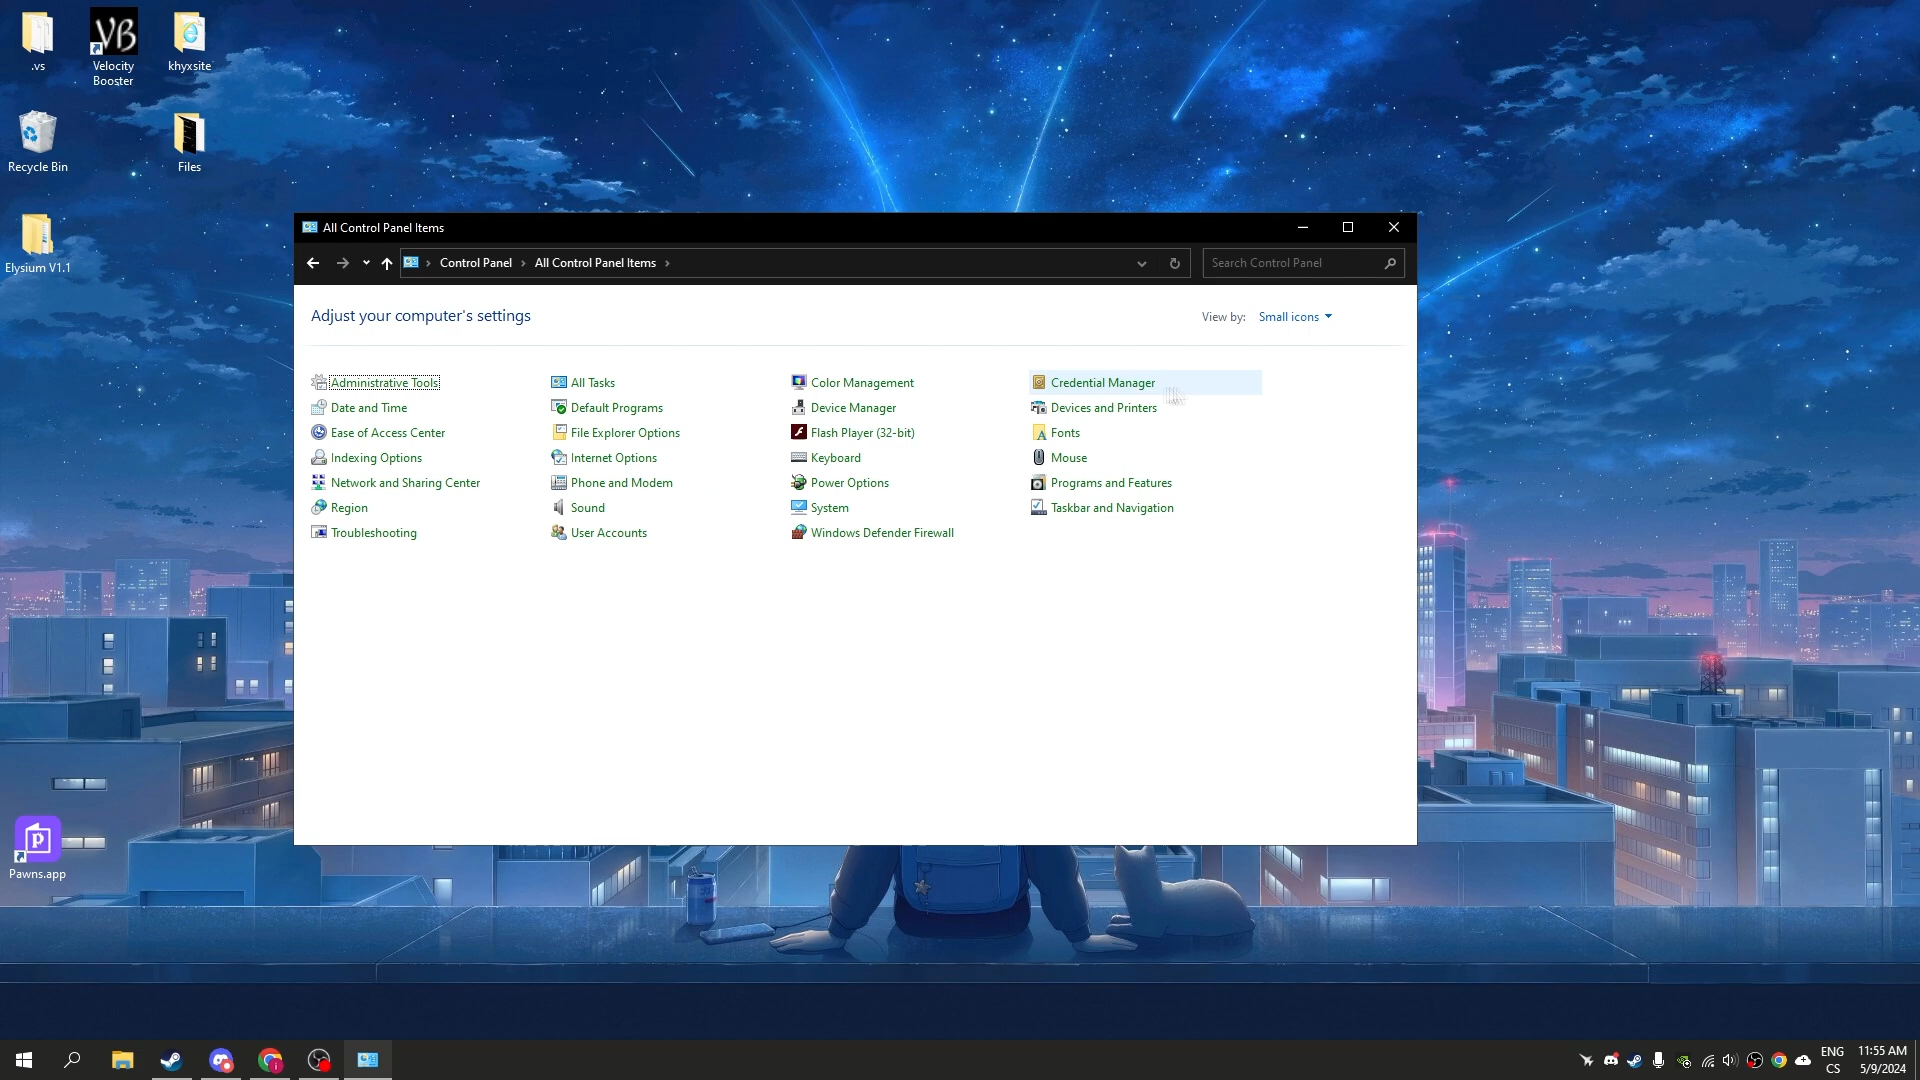 .vs
Velocity
Booster
khyxsite
VB
Recycle Bin
Files
Elysium V1.1
Pawns.app
All Control Panel Items
Control Panel
All Control Panel Items
Search Control Panel
Adjust your computer's settings
View by: Small icons
Administrative Tools
All Tasks
Color Management
Credential Manager
Date and Time
Default Programs
Device Manager
Devices and Printers
Ease of Access Center
File Explorer Options
Flash Player (32-bit)
Fonts
Indexing Options
Internet Options
Keyboard
Mouse
Network and Sharing Center
Phone and Modem
Power Options
Programs and Features
Region
Sound
System
Taskbar and Navigation
Troubleshooting
User Accounts
Windows Defender Firewall
ENG
CS
11:55 AM
5/9/2024